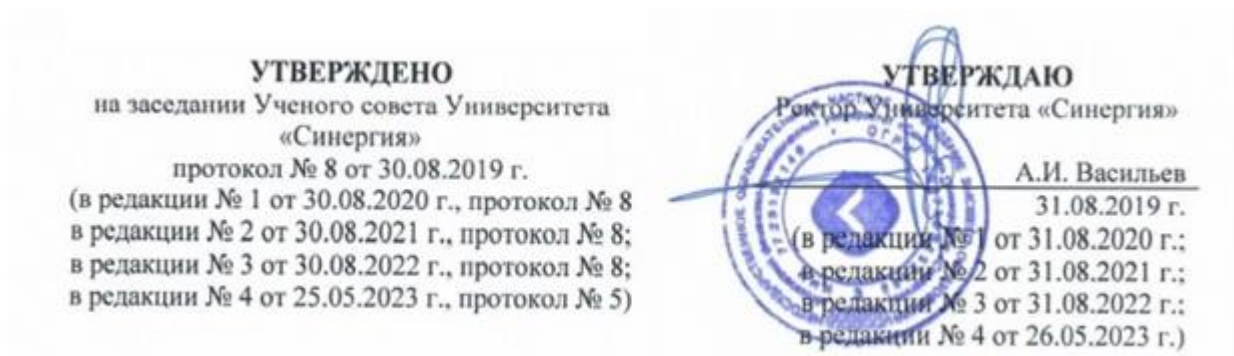 УТВЕРЖДЕНО
на заседании Ученого совета Университета
«Синергия»
протокол № 8 от 30.08.2019 г.
(в редакции № 1 от 30.08.2020 г., протокол № 8
в редакции № 2 от 30.08.2021 г., протокол № 8;
в редакции № 3 от 30.08.2022 г., протокол № 8;
в редакции № 4 от 25.05.2023 г., протокол № 5)
УТВЕРЖДАЮ
Ректор Университета «Синергия»
А.И. Васильев
31.08.2019 г.
(в редакции № 1 от 31.08.2020 г.;
в редакции № 2 от 31.08.2021 г.;
в редакции № 3 от 31.08.2022 г.;
в редакции № 4 от 26.05.2023 г.)